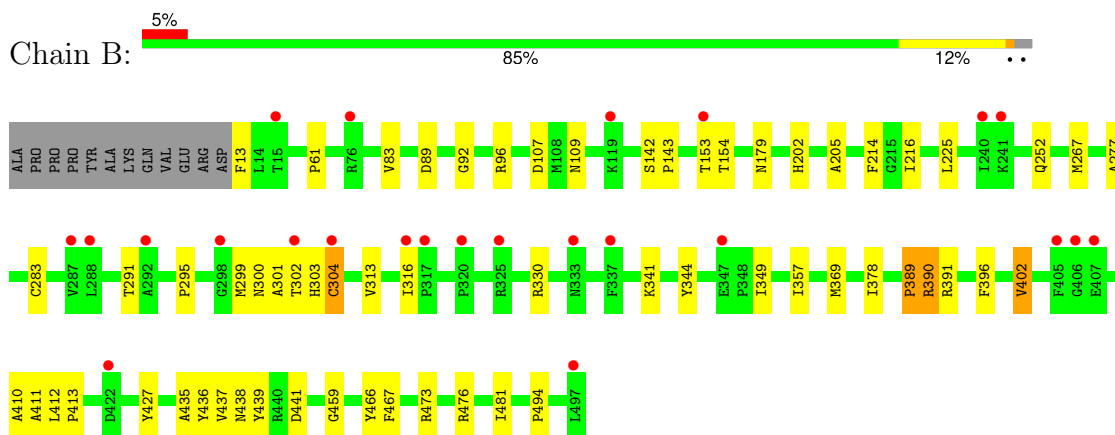 5%
Chain B:
85% 12% • •
ALA PRO PRO PRO TYR ALA LYS GLN VAL GLU ARG ASP F13 L14 T15 P61 R76 V83 D89 G92 R96 D107 M108 N109 K119 S142 P143 T153 T154 N179 H202 A205 F214 G215 I216 L225 I240 K241 Q252 M267 A277
C283 V287 L288 T291 A292 P295 G298 M299 N300 A301 T302 H303 C304 V313 I316 P317 P320 R325 R330 N333 F337 K341 Y344 E347 P348 I349 I357 M369 I378 P389 R390 R391 F396 V402 F405 G406 E407
A410 A411 L412 P413 D422 Y427 A435 Y436 V437 N438 Y439 R440 D441 G459 Y466 F467 R473 R476 I481 P494 L497